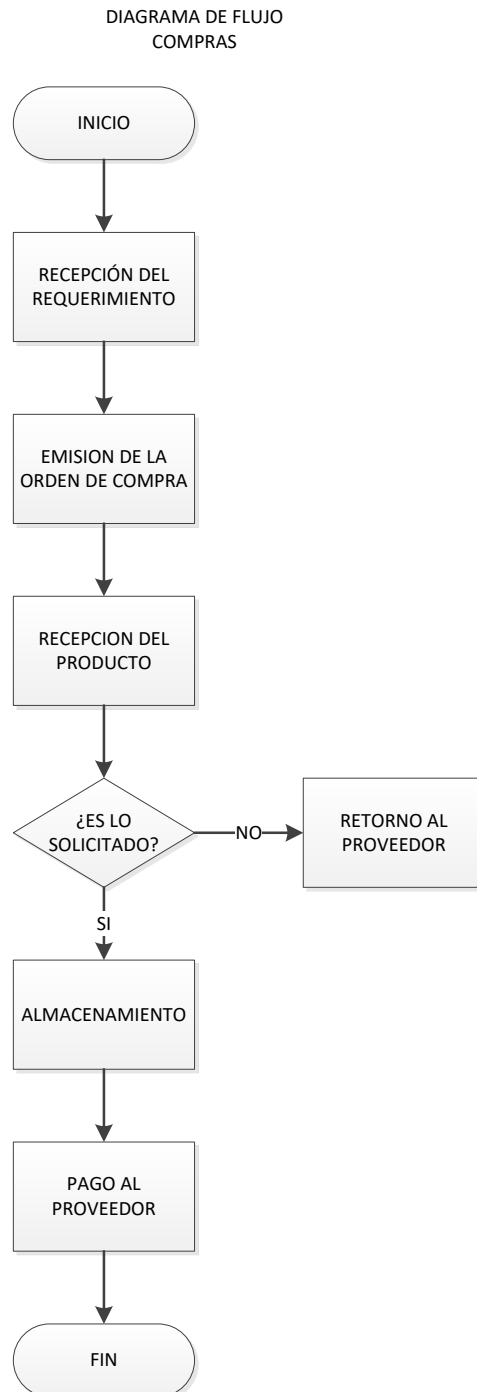 DIAGRAMA DE FLUJO
COMPRAS
INICIO
RECEPCIÓN DEL
REQUERIMIENTO
EMISION DE LA
ORDEN DE COMPRA
RECEPCION DEL
PRODUCTO
¿ES LO
SOLICITADO?
NO
RETORNO AL
PROVEEDOR
SI
ALMACENAMIENTO
PAGO AL
PROVEEDOR
FIN